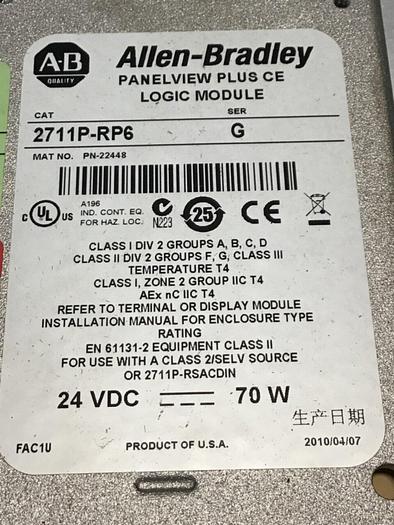 AB
QUALITY
Allen-Bradley
PANELVIEW PLUS CE
LOGIC MODULE
CAT SER
2711P-RP6 G
MAT NO. PN-22448
A196
IND. CONT. EQ.
FOR HAZ. LOC.
C UL US
N223
25
CE
CLASS I DIV 2 GROUPS A, B, C, D
CLASS II DIV 2 GROUPS F, G, CLASS III
TEMPERATURE T4
CLASS I, ZONE 2 GROUP IIC T4
AEx nC IIC T4
REFER TO TERMINAL OR DISPLAY MODULE
INSTALLATION MANUAL FOR ENCLOSURE TYPE
RATING
EN 61131-2 EQUIPMENT CLASS II
FOR USE WITH A CLASS 2/SELV SOURCE
OR 2711P-RSACDIN
24 VDC 70 W
生产日期
FAC1U PRODUCT OF U.S.A. 2010/04/07